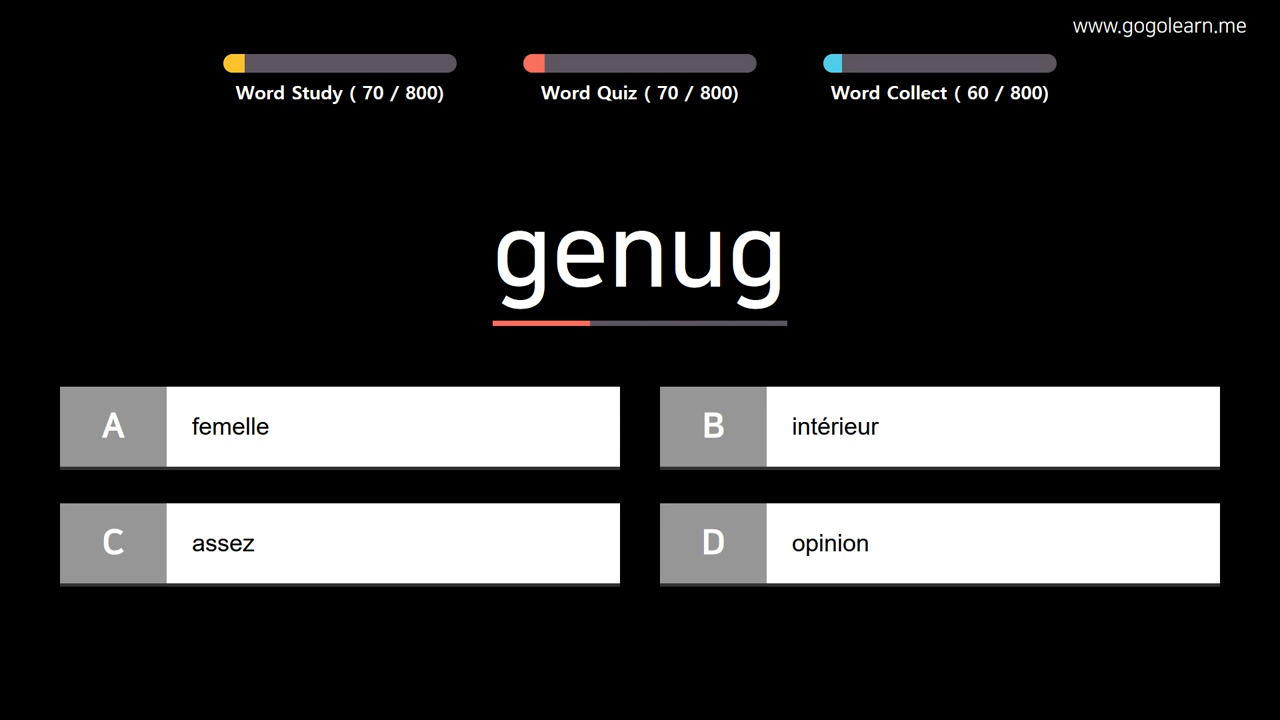 www.gogolearn.me
Word Study ( 70 / 800)
Word Quiz ( 70 / 800)
Word Collect ( 60 / 800)
genug
A femelle
B intérieur
C assez
D opinion